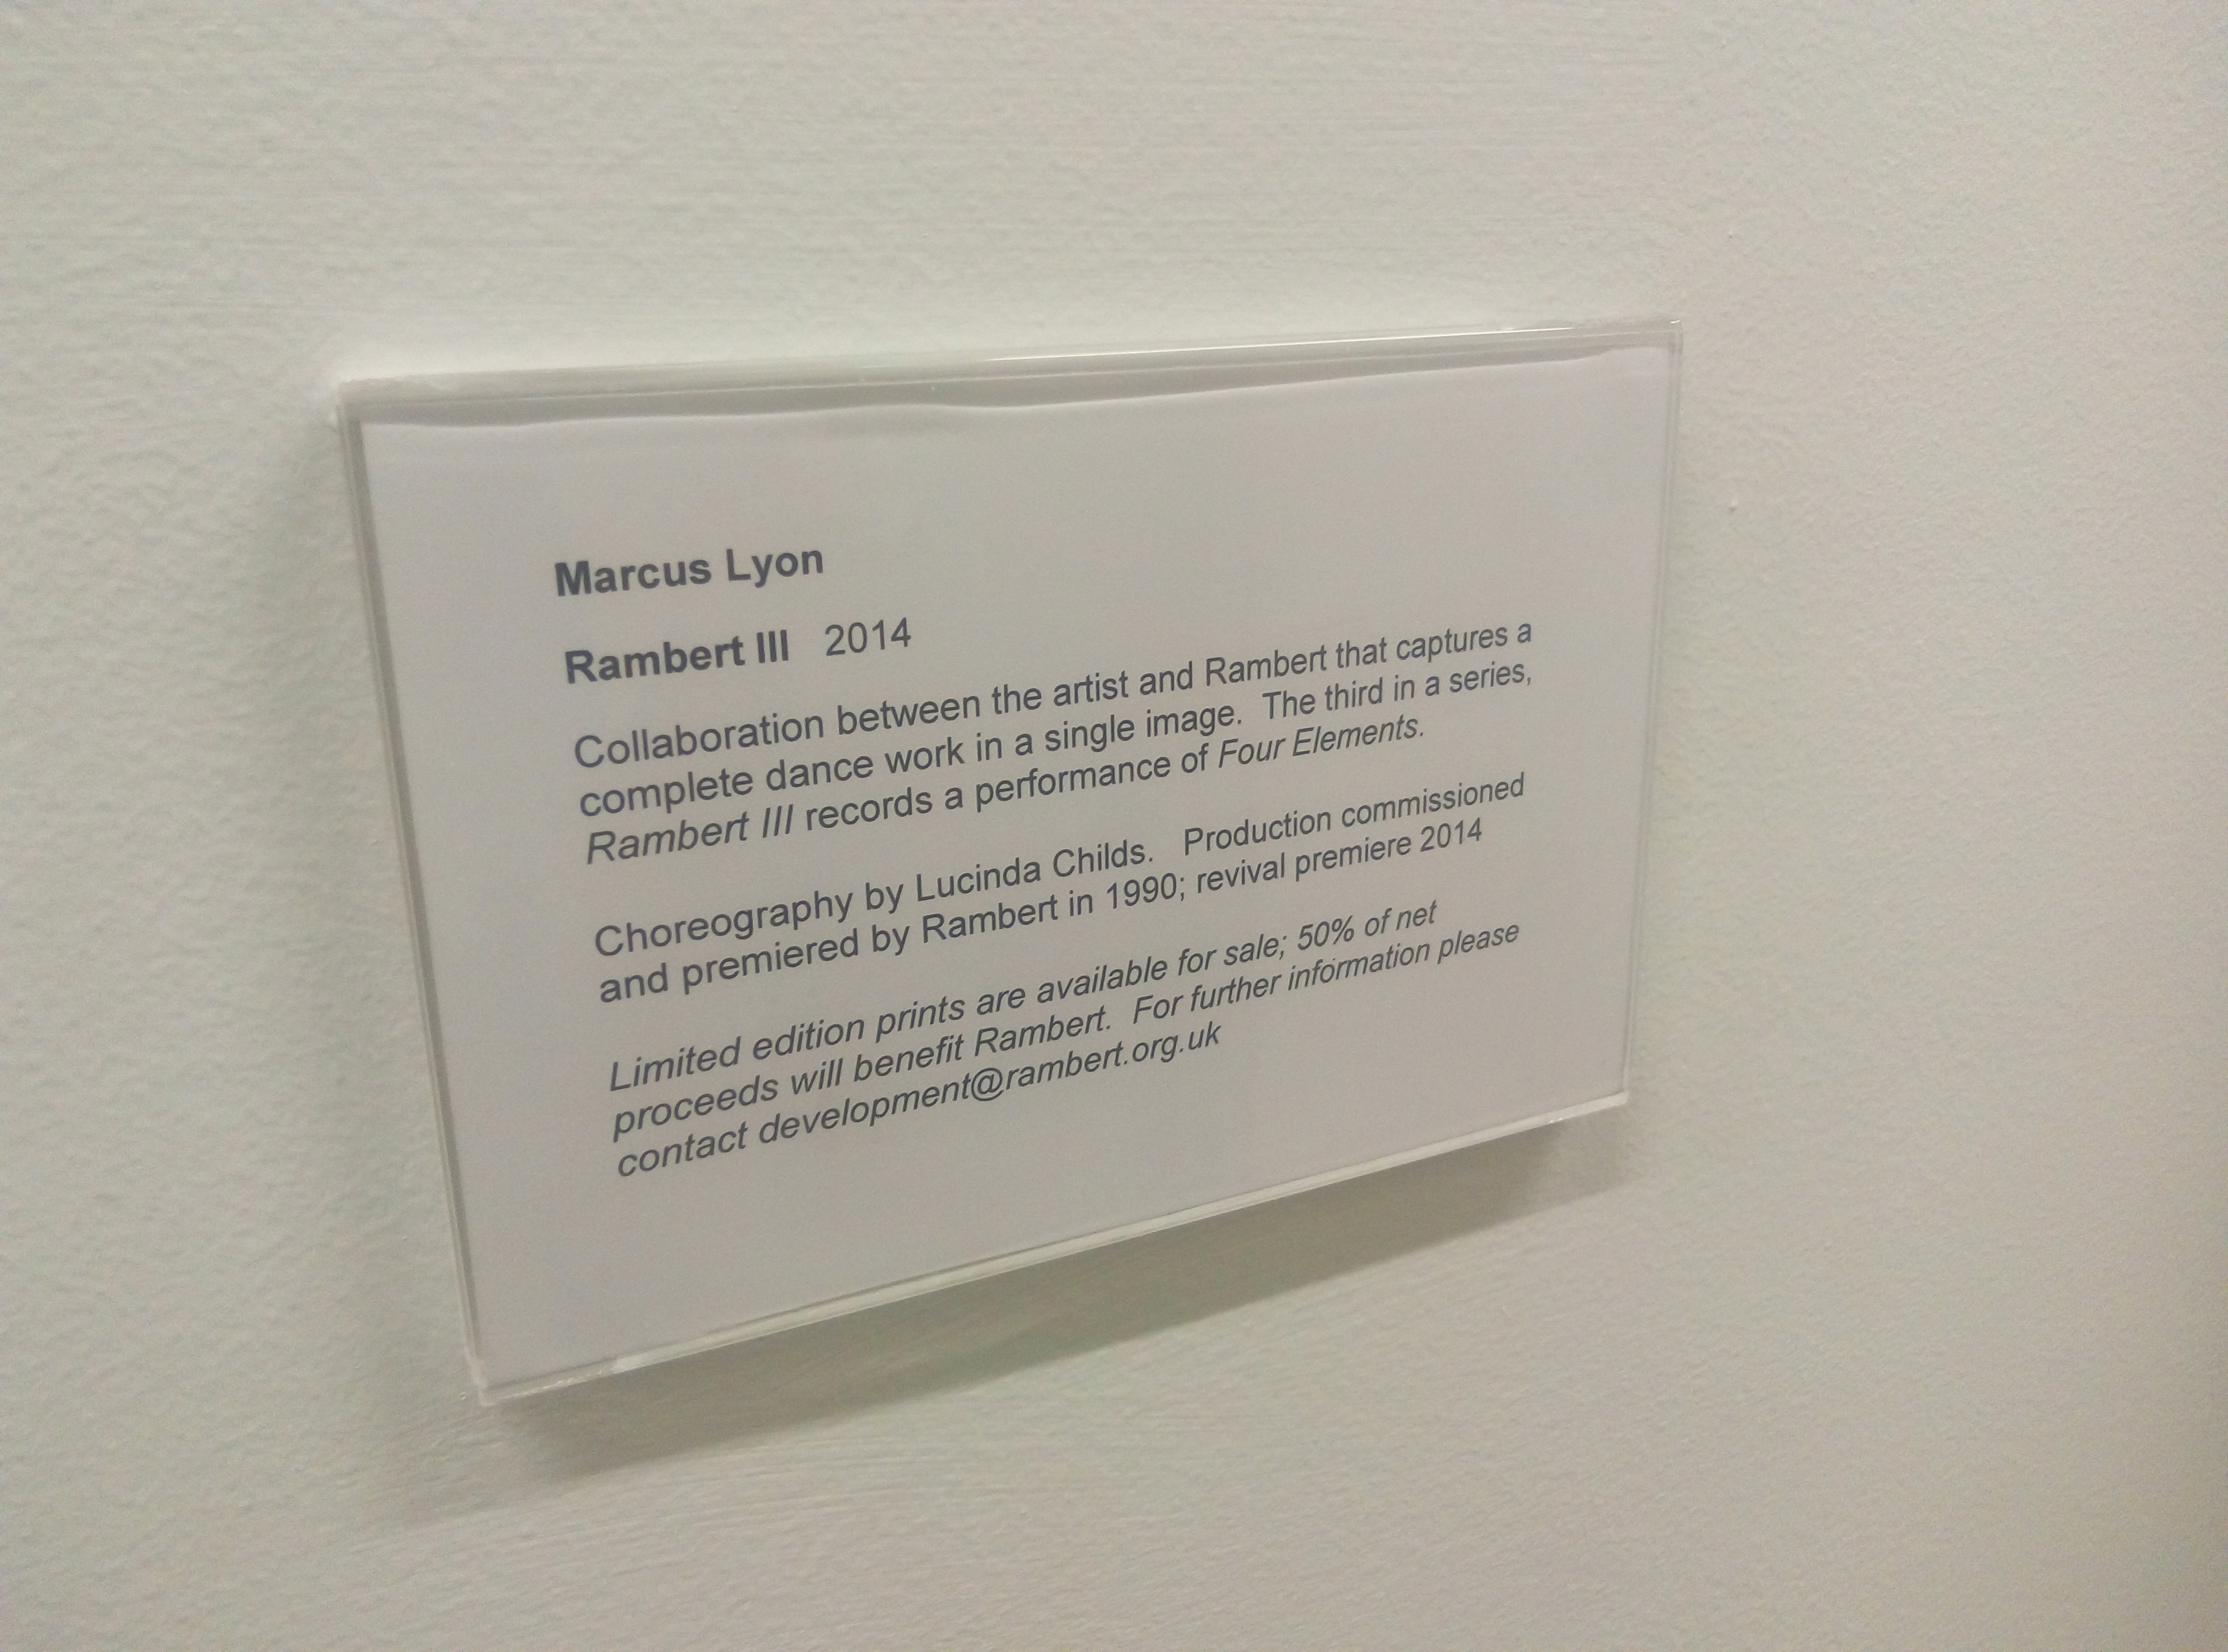 Marcus Lyon
Rambert III 2014
Collaboration between the artist and Rambert that captures a
complete dance work in a single image. The third in a series,
Rambert III records a performance of Four Elements.
Choreography by Lucinda Childs. Production commissioned
and premiered by Rambert in 1990; revival premiere 2014
Limited edition prints are available for sale; 50% of net
proceeds will benefit Rambert. For further information please
contact development@rambert.org.uk